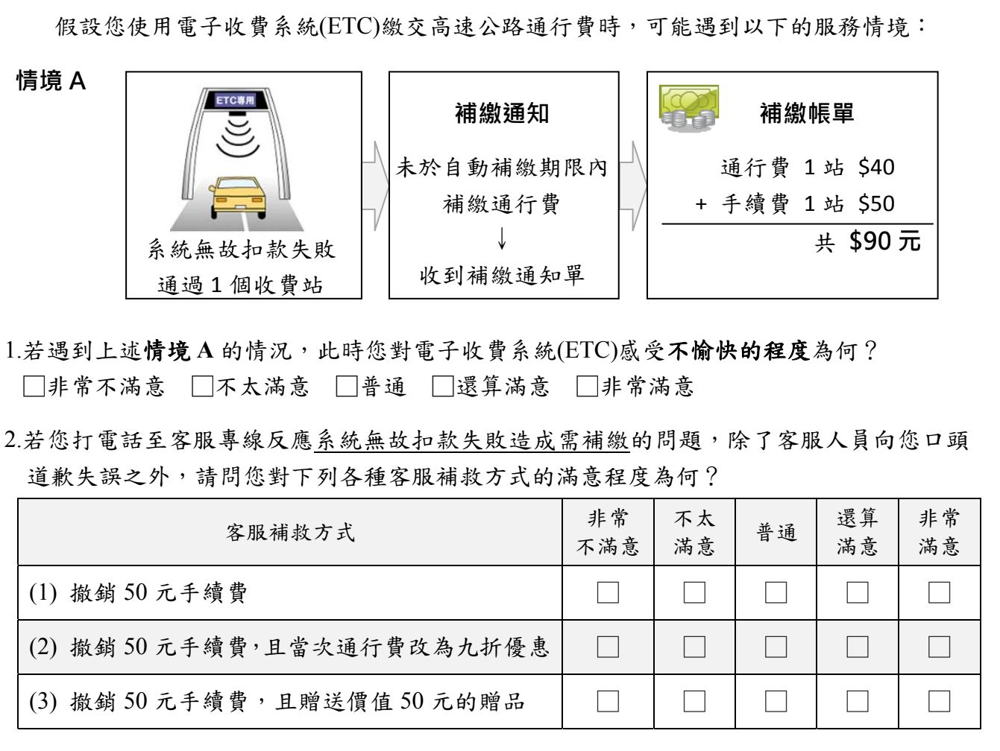 假設您使用電子收費系統(ETC)繳交高速公路通行費時，可能遇到以下的服務情境：
情境 A
ETC專用
系統無故扣款失敗
通過 1 個收費站
補繳通知
未於自動補繳期限內
補繳通行費
↓
收到補繳通知單
補繳帳單
通行費 1 站 $40
+ 手續費 1 站 $50
共 $90 元
1.若遇到上述情境 A 的情況，此時您對電子收費系統(ETC)感受不愉快的程度為何？
□非常不滿意 □不太滿意 □普通 □還算滿意 □非常滿意
2.若您打電話至客服專線反應系統無故扣款失敗造成需補繳的問題，除了客服人員向您口頭
道歉失誤之外，請問您對下列各種客服補救方式的滿意程度為何？
客服補救方式 非常不滿意 不太滿意 普通 還算滿意 非常滿意
(1) 撤銷 50 元手續費 □ □ □ □ □
(2) 撤銷 50 元手續費，且當次通行費改為九折優惠 □ □ □ □ □
(3) 撤銷 50 元手續費，且贈送價值 50 元的贈品 □ □ □ □ □